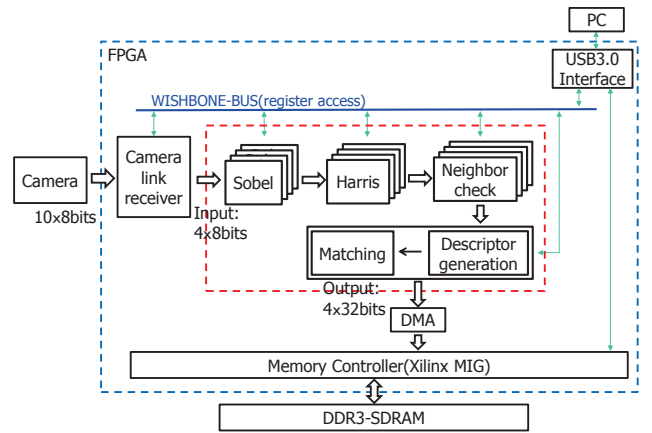 PC
FPGA
USB3.0
Interface
WISHBONE-BUS(register access)
Camera
10x8bits
Camera
link
receiver
Input:
4x8bits
Sobel
Harris
Neighbor
check
Matching
Descriptor
generation
Output:
4x32bits
DMA
Memory Controller(Xilinx MIG)
DDR3-SDRAM